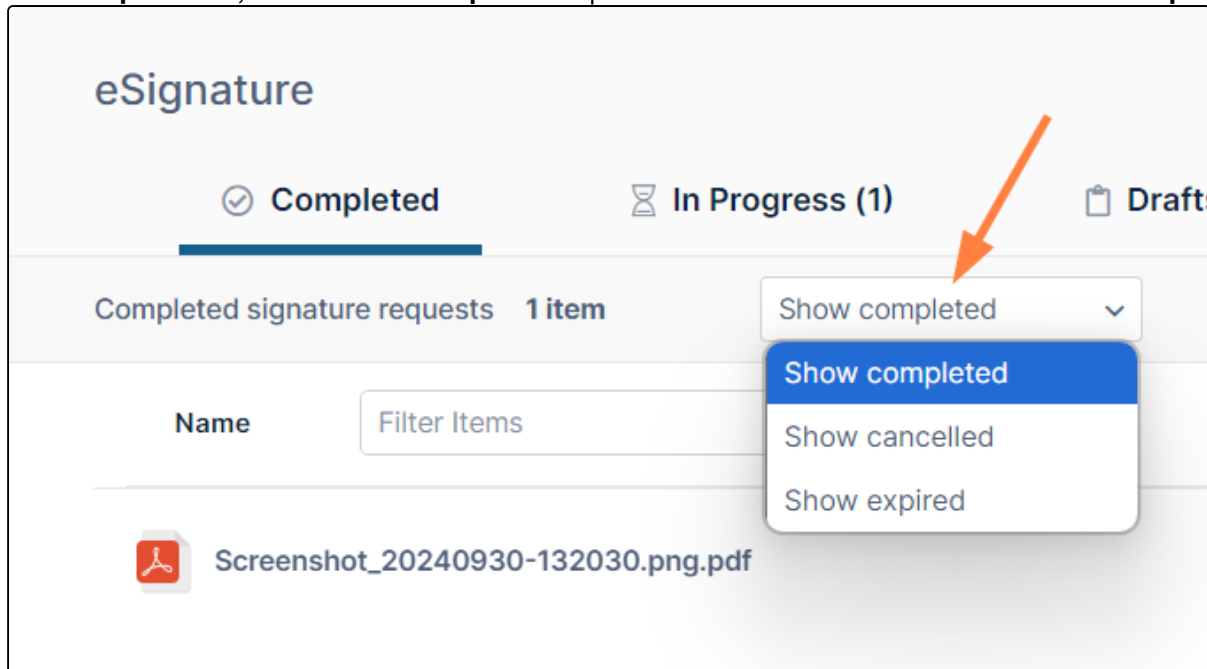 eSignature
Completed
In Progress (1)
Drafts
Completed signature requests 1 item
Show completed
Show completed
Name
Filter Items
Show cancelled
Show expired
Screenshot_20240930-132030.png.pdf